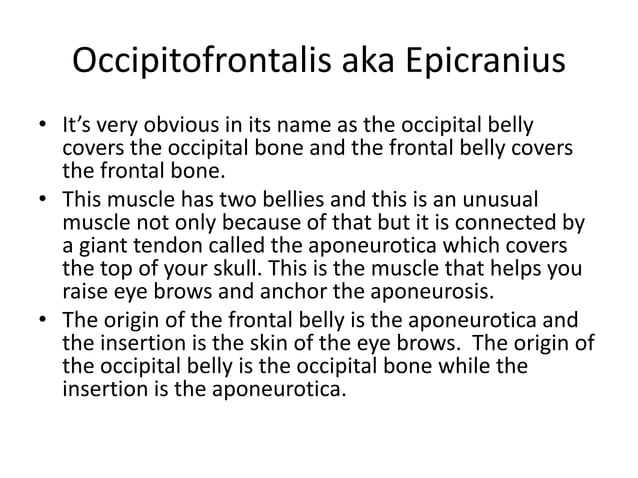 Occipitofrontalis aka Epicranius
• It’s very obvious in its name as the occipital belly
covers the occipital bone and the frontal belly covers
the frontal bone.
• This muscle has two bellies and this is an unusual
muscle not only because of that but it is connected by
a giant tendon called the aponeurotica which covers
the top of your skull. This is the muscle that helps you
raise eye brows and anchor the aponeurosis.
• The origin of the frontal belly is the aponeurotica and
the insertion is the skin of the eye brows.  The origin of
the occipital belly is the occipital bone while the
insertion is the aponeurotica.